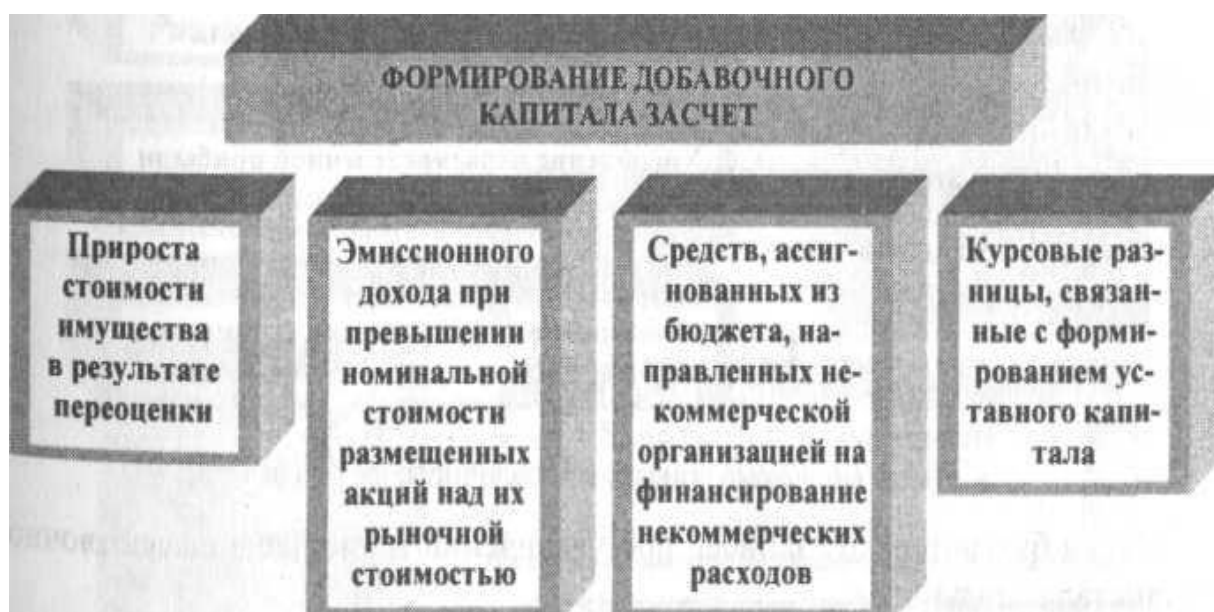 ФОРМИРОВАНИЕ ДОБАВОЧНОГО
КАПИТАЛА ЗАСЧЕТ
Прироста
стоимости
имущества
в результате
переоценки
Эмиссионного
дохода при
превышении
номинальной
стоимости
размещенных
акций над их
рыночной
стоимостью
Средств, ассиг-
нованных из
бюджета, на-
правленных не-
коммерческой
организацией на
финансирование
некоммерческих
расходов
Курсовые раз-
ницы, связан-
ные с форми-
рованием ус-
тавного капи-
тала